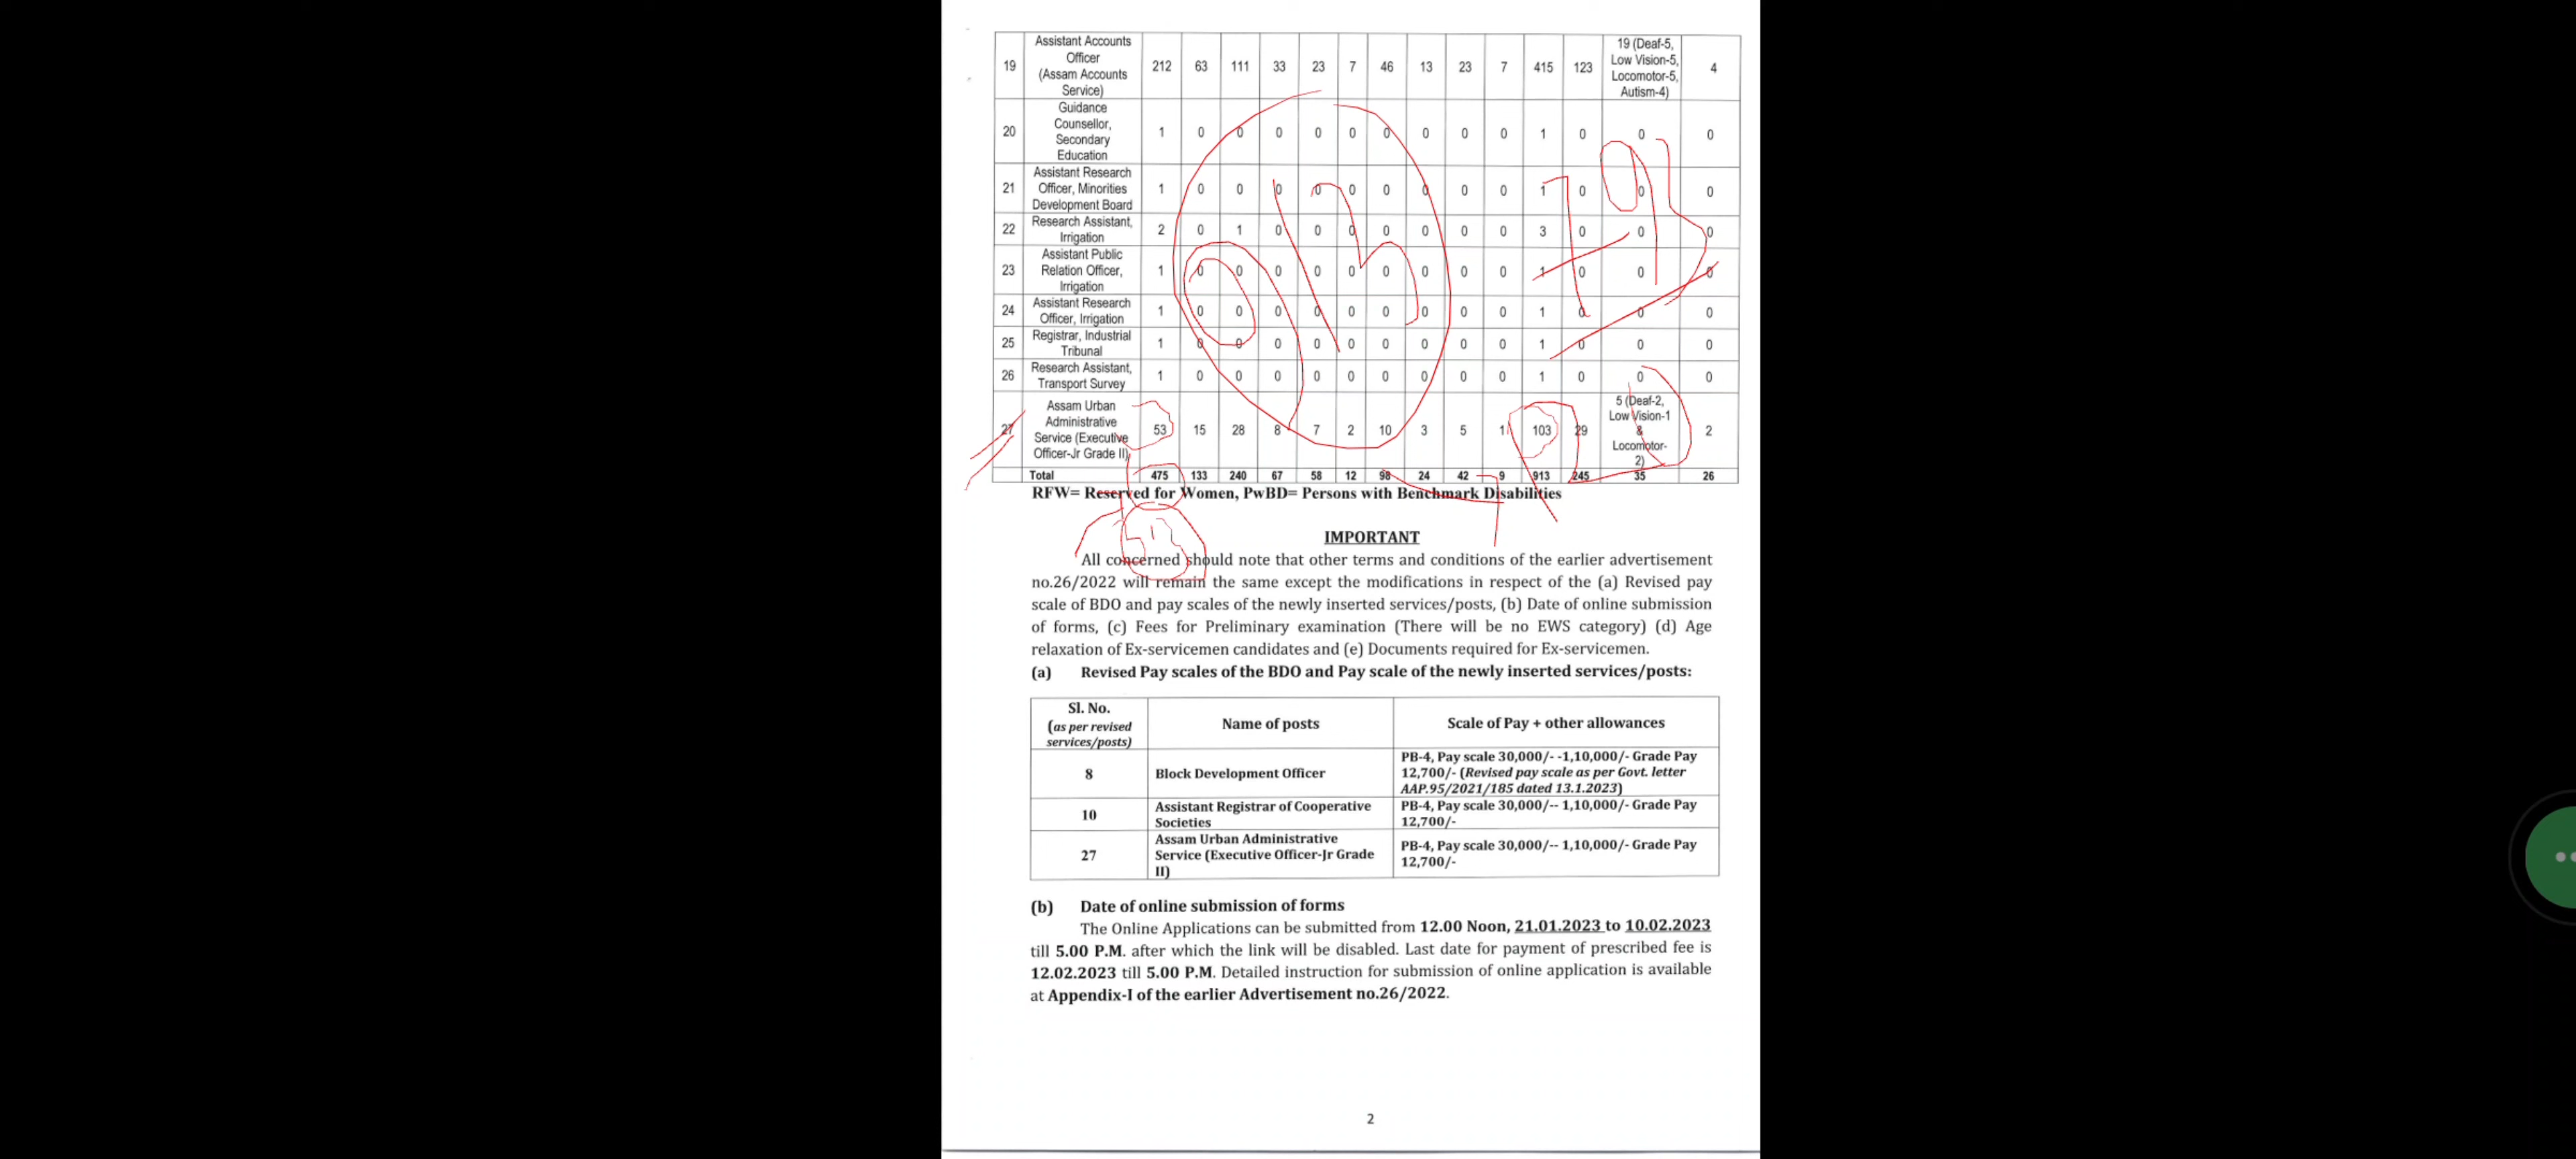 19 Assistant Accounts Officer (Assam Accounts Service) 212 63 111 33 23 7 46 13 23 7 415 123 19 (Deaf-5, Low Vision-5, Locomotor-5, Autism-4) 4
20 Guidance Counsellor, Secondary Education 1 0 0 0 0 0 0 0 0 0 1 0 0 0
21 Assistant Research Officer, Minorities Development Board 1 0 0 0 0 0 0 0 0 0 1 0 0 0
22 Research Assistant, Irrigation 2 0 1 0 0 0 0 0 0 0 3 0 0 0
23 Assistant Public Relation Officer, Irrigation 1 0 0 0 0 0 0 0 0 0 1 0 0 0
24 Assistant Research Officer, Irrigation 1 0 0 0 0 0 0 0 0 0 1 0 0 0
25 Registrar, Industrial Tribunal 1 0 0 0 0 0 0 0 0 0 1 0 0 0
26 Research Assistant, Transport Survey 1 0 0 0 0 0 0 0 0 0 1 0 0 0
27 Assam Urban Administrative Service (Executive Officer-Jr Grade II) 53 15 28 8 7 2 10 3 5 1 103 29 5 (Deaf-2, Low Vision-1 & Locomotor-2) 2
Total 475 133 240 67 58 12 98 24 42 9 913 245 35 26
RFW= Reserved for Women, PwBD= Persons with Benchmark Disabilities
IMPORTANT
All concerned should note that other terms and conditions of the earlier advertisement
no.26/2022 will remain the same except the modifications in respect of the (a) Revised pay
scale of BDO and pay scales of the newly inserted services/posts, (b) Date of online submission
of forms, (c) Fees for Preliminary examination (There will be no EWS category) (d) Age
relaxation of Ex-servicemen candidates and (e) Documents required for Ex-servicemen.
(a) Revised Pay scales of the BDO and Pay scale of the newly inserted services/posts:
Sl. No. (as per revised services/posts) Name of posts Scale of Pay + other allowances
8 Block Development Officer PB-4, Pay scale 30,000/- -1,10,000/- Grade Pay 12,700/- (Revised pay scale as per Govt. letter AAP.95/2021/185 dated 13.1.2023)
10 Assistant Registrar of Cooperative Societies PB-4, Pay scale 30,000/-- 1,10,000/- Grade Pay 12,700/-
27 Assam Urban Administrative Service (Executive Officer-Jr Grade II) PB-4, Pay scale 30,000/-- 1,10,000/- Grade Pay 12,700/-
(b) Date of online submission of forms
The Online Applications can be submitted from 12.00 Noon, 21.01.2023 to 10.02.2023
till 5.00 P.M. after which the link will be disabled. Last date for payment of prescribed fee is
12.02.2023 till 5.00 P.M. Detailed instruction for submission of online application is available
at Appendix-I of the earlier Advertisement no.26/2022.
2